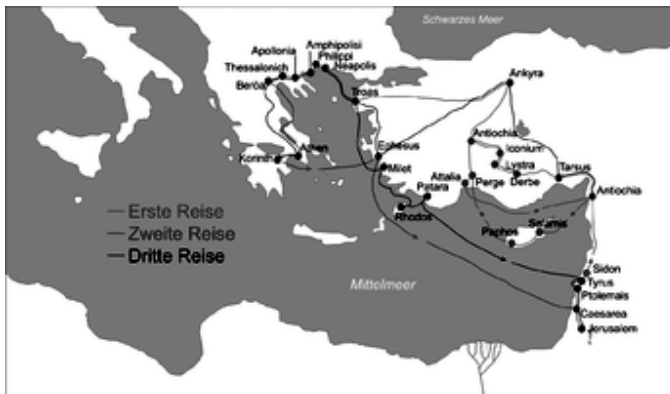 Schwarzes Meer
Amphipolisi
Apollonia
Philippi
Thessalonich
Neapolis
Beröa
Troas
Ankyra
Antiochia
Iconium
Korinth
Athen
Ephesus
Milet
Lystra
Attalia
Perge
Derbe
Tarsus
Patara
Antiochia
Rhodos
Paphos
Salamis
Erste Reise
Zweite Reise
Dritte Reise
Mittelmeer
Sidon
Tyrus
Ptolemais
Caesarea
Jerusalem